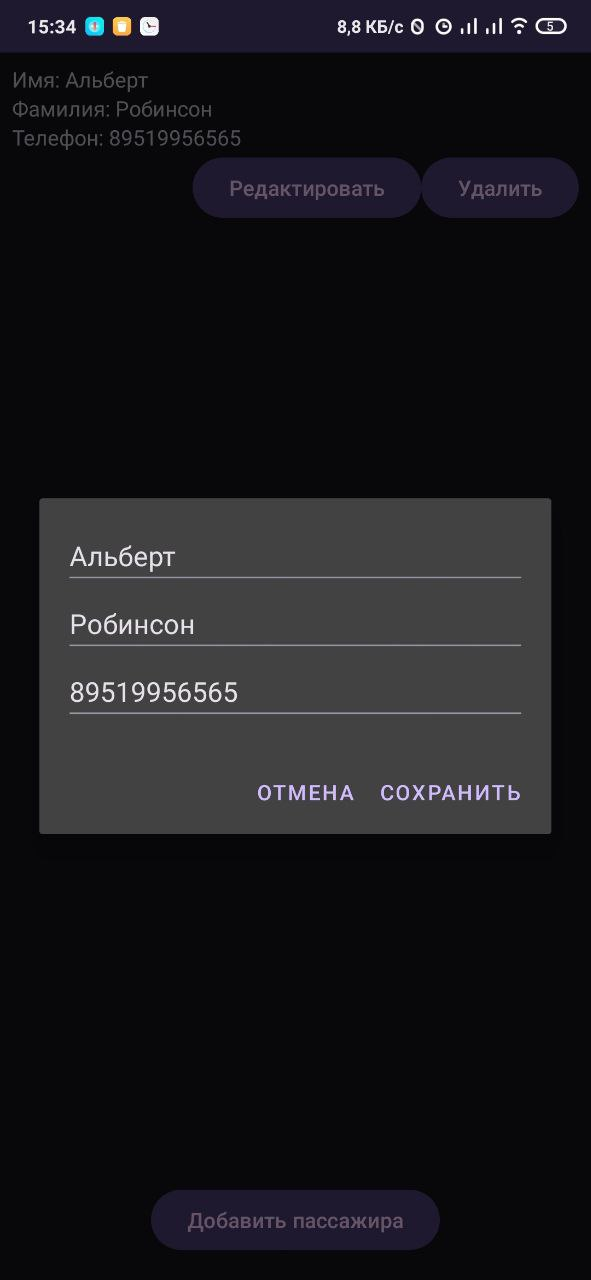 15:34 8,8 КБ/с 5
Имя: Альберт
Фамилия: Робинсон
Телефон: 89519956565
Редактировать Удалить
Альберт
Робинсон
89519956565
ОТМЕНА СОХРАНИТЬ
Добавить пассажира